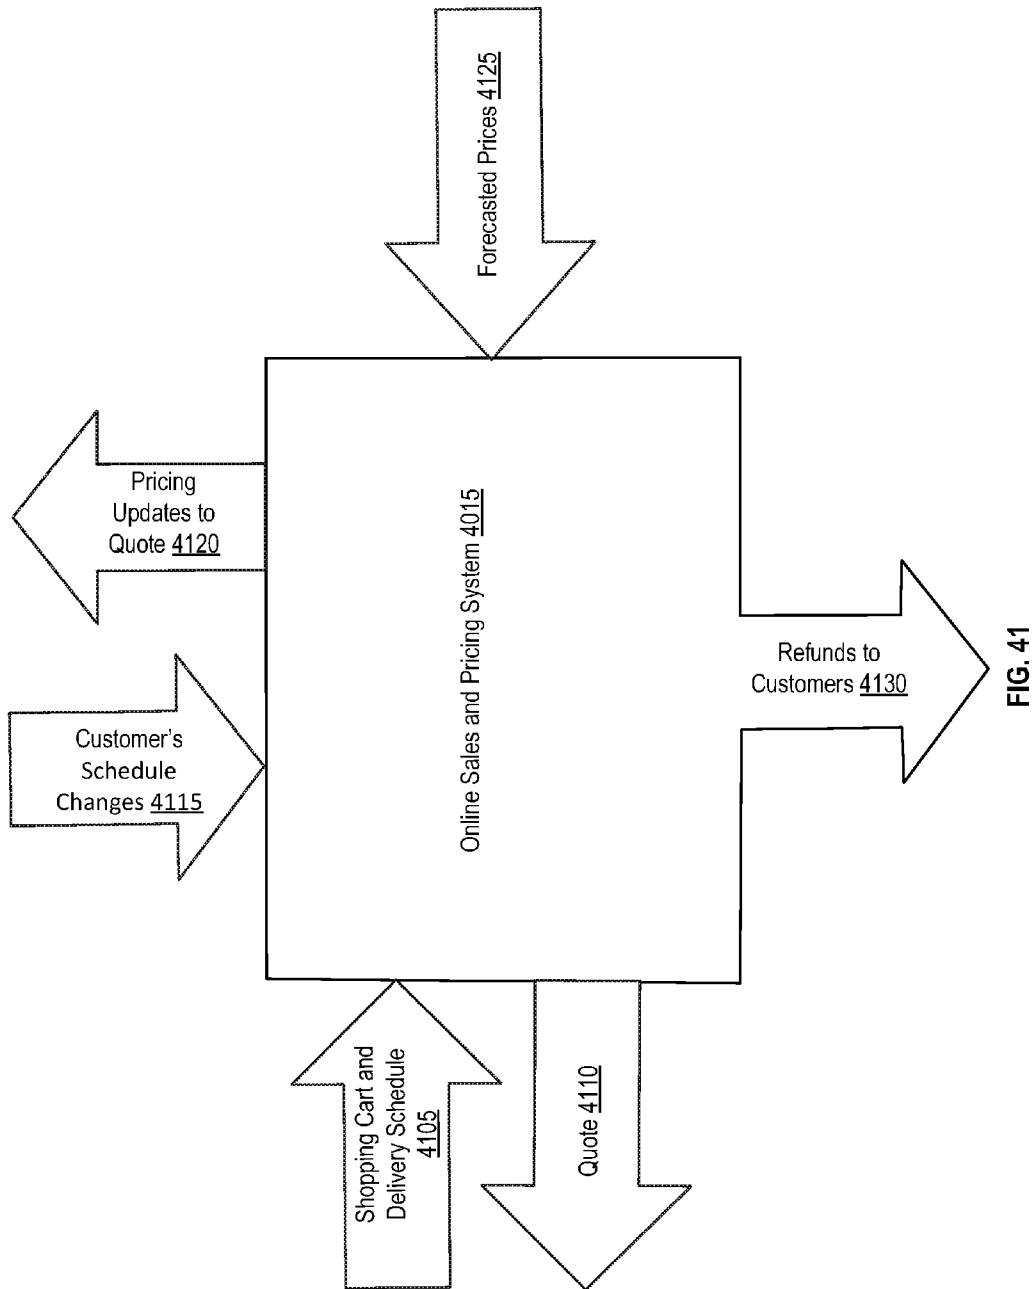 Forecasted Prices 4125
Pricing
Updates to
Quote 4120
Customer's
Schedule
Changes 4115
Online Sales and Pricing System 4015
Shopping Cart and
Delivery Schedule
4105
Quote 4110
Refunds to
Customers 4130
FIG. 41